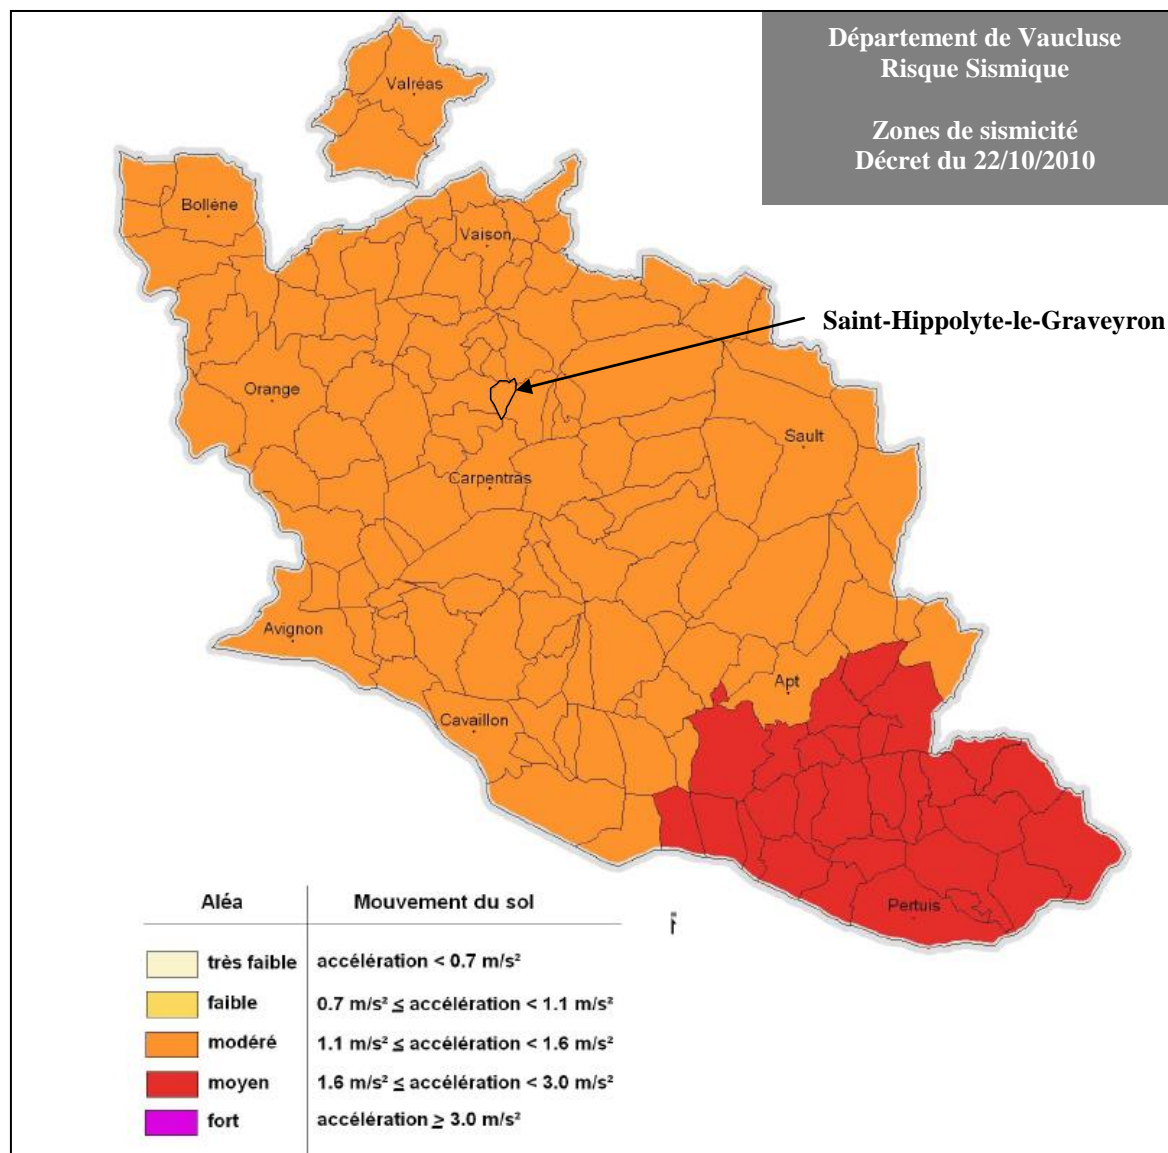 Département de Vaucluse
Risque Sismique
Zones de sismicité
Décret du 22/10/2010
Valréas
Bollène
Vaison
Saint-Hippolyte-le-Graveyron
Orange
Sault
Carpentras
Avignon
Apt
Cavaillon
Pertuis
Aléa Mouvement du sol
très faible accélération < 0.7 m/s²
faible 0.7 m/s² ≤ accélération < 1.1 m/s²
modéré 1.1 m/s² ≤ accélération < 1.6 m/s²
moyen 1.6 m/s² ≤ accélération < 3.0 m/s²
fort accélération ≥ 3.0 m/s²